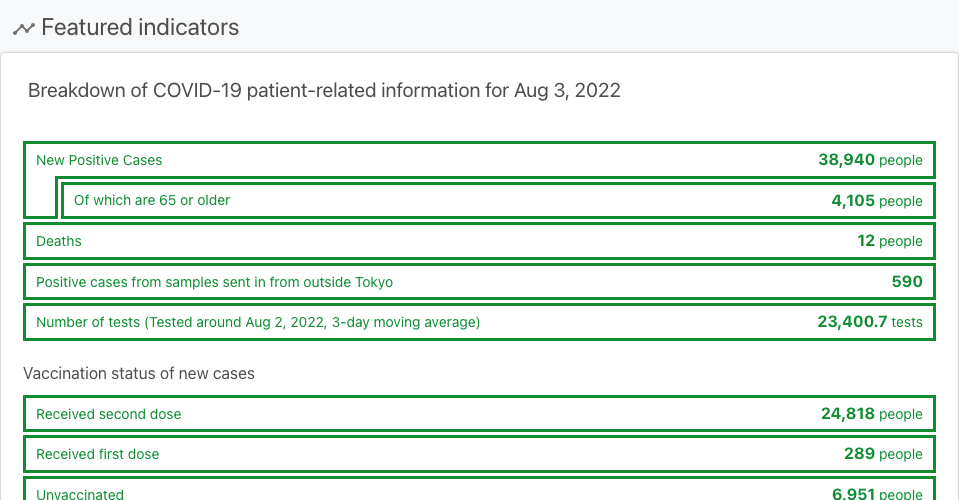 Featured indicators
Breakdown of COVID-19 patient-related information for Aug 3, 2022
New Positive Cases 38,940 people
Of which are 65 or older 4,105 people
Deaths 12 people
Positive cases from samples sent in from outside Tokyo 590
Number of tests (Tested around Aug 2, 2022, 3-day moving average) 23,400.7 tests
Vaccination status of new cases
Received second dose 24,818 people
Received first dose 289 people
Unvaccinated 6,951 people